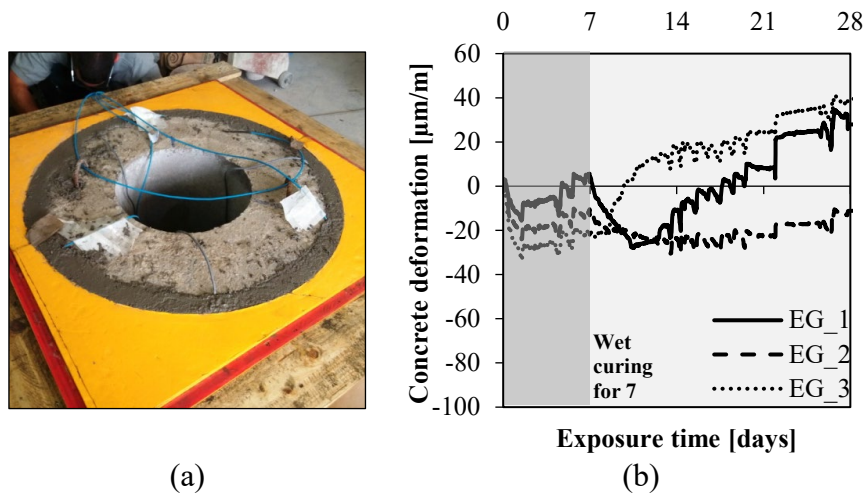 0 7 14 21 28
60
40
20
0
-20
-40
-60
-80
-100
Concrete deformation [µm/m]
Wet
curing
for 7
EG_1
EG_2
EG_3
Exposure time [days]
(a) (b)